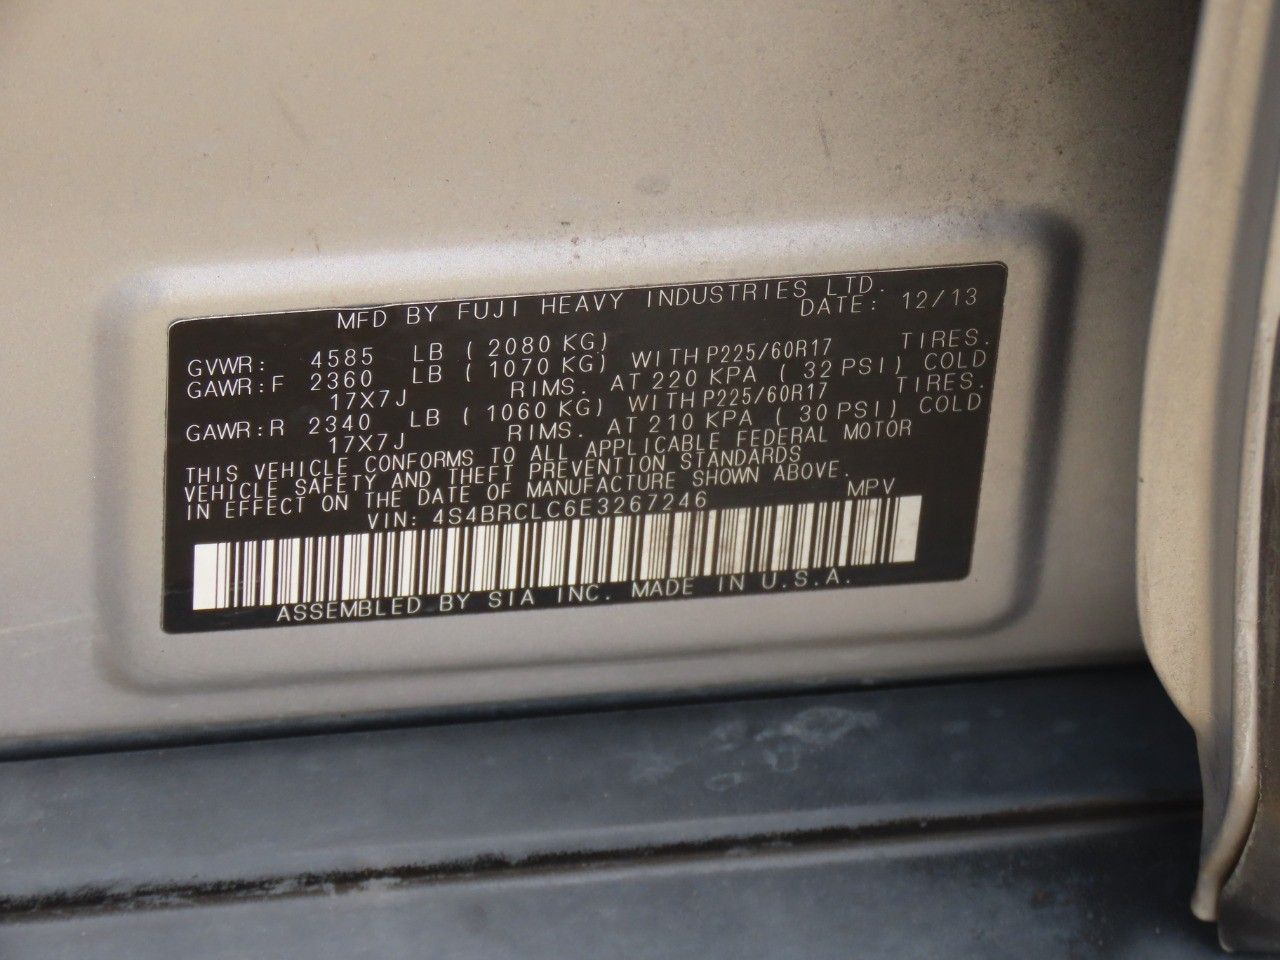 MFD BY FUJI HEAVY INDUSTRIES LTD.
DATE: 12/13
GVWR: 4585 LB ( 2080 KG)
GAWR:F 2360 LB ( 1070 KG) WITH P225/60R17 TIRES.
17X7J RIMS. AT 220 KPA ( 32 PSI) COLD
GAWR:R 2340 LB ( 1060 KG) WITH P225/60R17 TIRES.
17X7J RIMS. AT 210 KPA ( 30 PSI) COLD
THIS VEHICLE CONFORMS TO ALL APPLICABLE FEDERAL MOTOR
VEHICLE SAFETY AND THEFT PREVENTION STANDARDS
IN EFFECT ON THE DATE OF MANUFACTURE SHOWN ABOVE.
VIN: 4S4BRCLC6E3267246 MPV
ASSEMBLED BY SIA INC. MADE IN U.S.A.